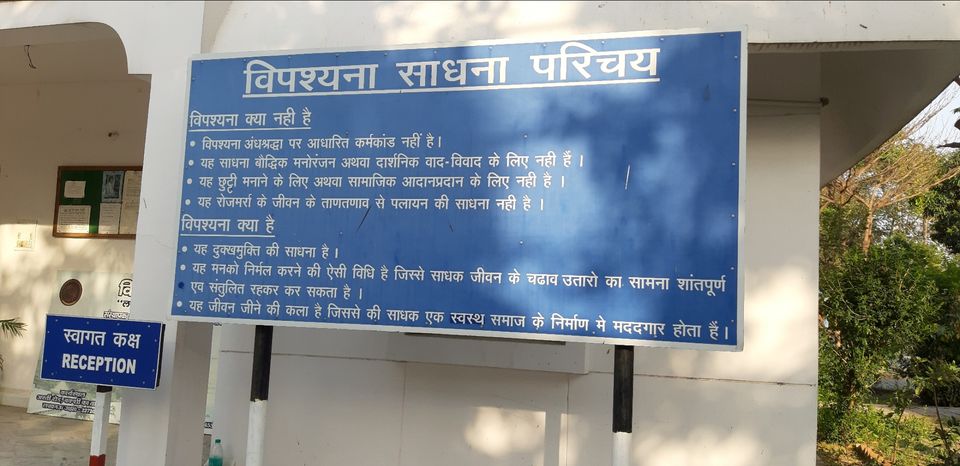 विपश्यना साधना परिचय
विपश्यना क्या नही है
• विपश्यना अंधश्रद्धा पर आधारित कर्मकांड नहीं है।
• यह साधना बौद्धिक मनोरंजन अथवा दार्शनिक वाद-विवाद के लिए नही हैं ।
• यह छुट्टी मनाने के लिए अथवा सामाजिक आदानप्रदान के लिए नही है ।
• यह रोजमर्रा के जीवन के ताणतणाव से पलायन की साधना नही है ।
विपश्यना क्या है
• यह दुक्खमुक्ति की साधना है ।
• यह मनको निर्मल करने की ऐसी विधि है जिस्से साधक जीवन के चढाव उतारो का सामना शांतपूर्ण
एव संतुलित रहकर कर सकता है ।
• यह जीवन जीने की कला है जिससे की साधक एक स्वस्थ समाज के निर्माण मे मददगार होता हैं ।
स्वागत कक्ष
RECEPTION